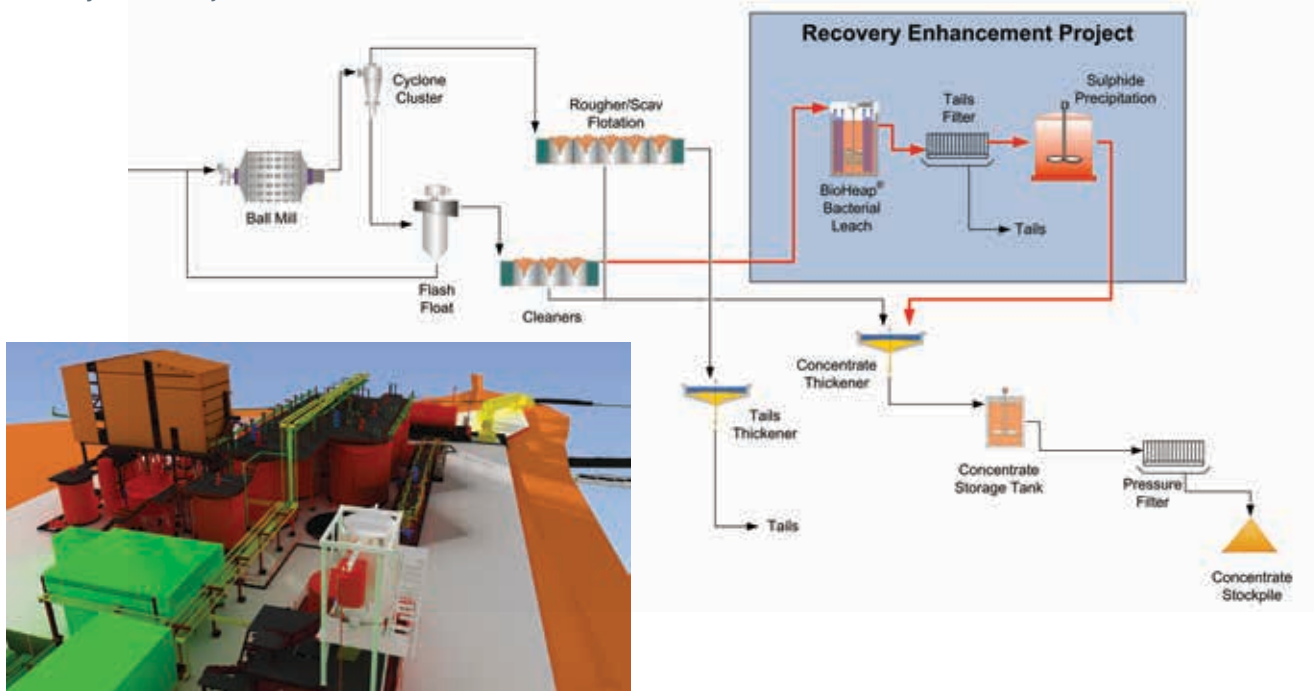 Recovery Enhancement Project
Cyclone
Cluster
Rougher/Scav
Flotation
Tails
Filter
Sulphide
Precipitation
Ball Mill
BioHeap®
Bacterial
Leach
Tails
Flash
Float
Cleaners
Concentrate
Thickener
Tails
Thickener
Concentrate
Storage Tank
Pressure
Filter
Tails
Concentrate
Stockpile